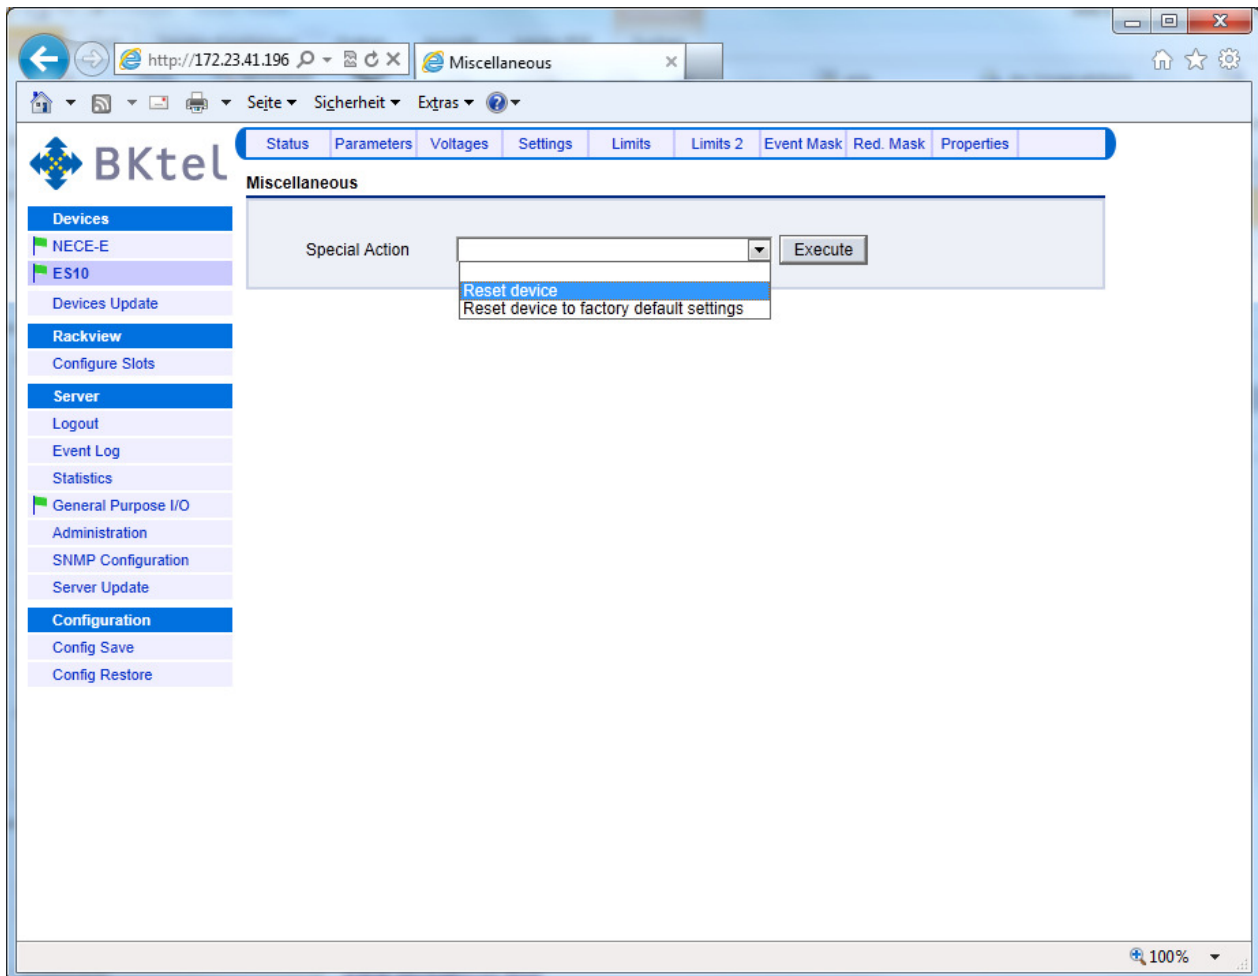 http://172.23.41.196
Miscellaneous
Seite Sicherheit Extras
BKtel
Status Parameters Voltages Settings Limits Limits 2 Event Mask Red. Mask Properties
Miscellaneous
Devices
NECE-E
ES10
Devices Update
Rackview
Configure Slots
Server
Logout
Event Log
Statistics
General Purpose I/O
Administration
SNMP Configuration
Server Update
Configuration
Config Save
Config Restore
Special Action Execute
Reset device
Reset device to factory default settings
100%